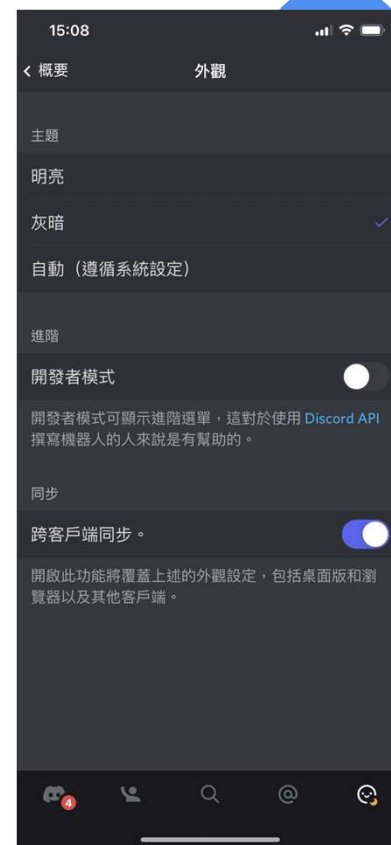 15:08
概要
外觀
主題
明亮
灰暗
自動（遵循系統設定）
進階
開發者模式
開發者模式可顯示進階選單，這對於使用 Discord API
撰寫機器人的人來說是有幫助的。
同步
跨客戶端同步。
開啟此功能將覆蓋上述的外觀設定，包括桌面版和瀏
覽器以及其他客戶端。
4